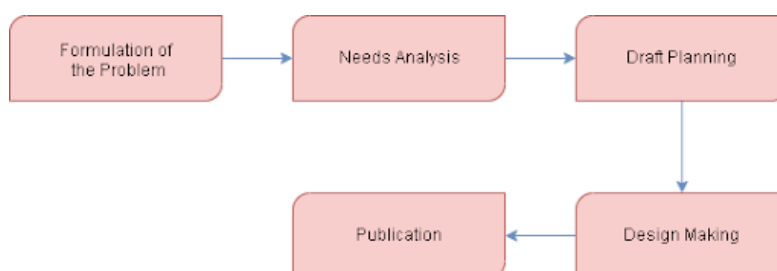 Formulation of
the Problem
Needs Analysis
Draft Planning
Design Making
Publication